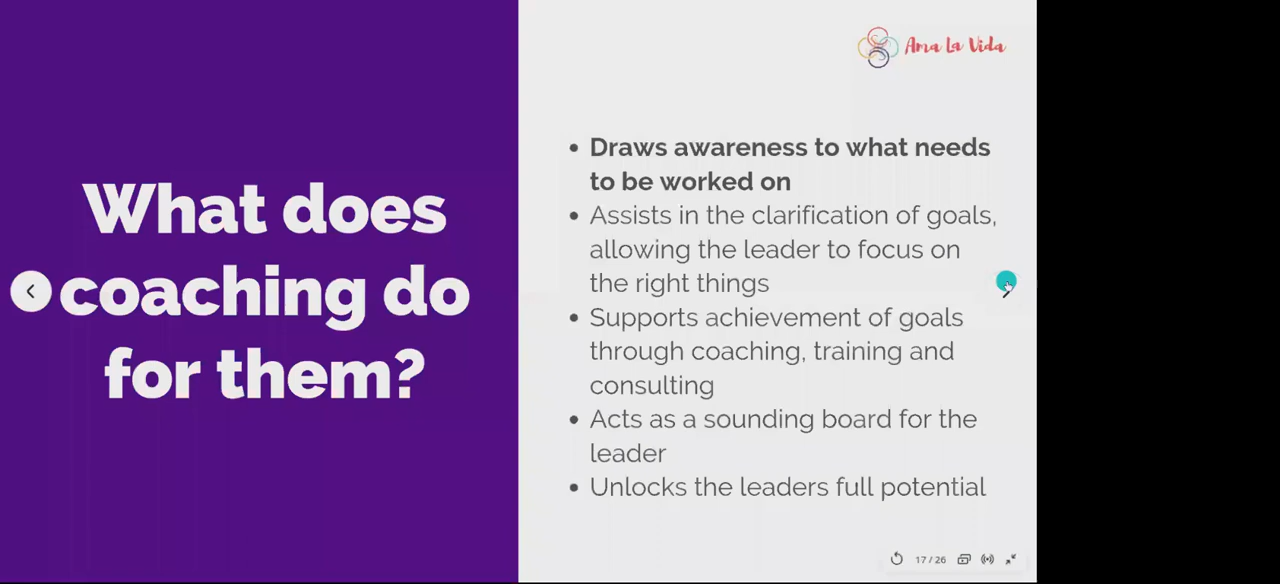 Ama La Vida
What does
coaching do
for them?
• Draws awareness to what needs
to be worked on
• Assists in the clarification of goals,
allowing the leader to focus on
the right things
• Supports achievement of goals
through coaching, training and
consulting
• Acts as a sounding board for the
leader
• Unlocks the leaders full potential
17 / 26